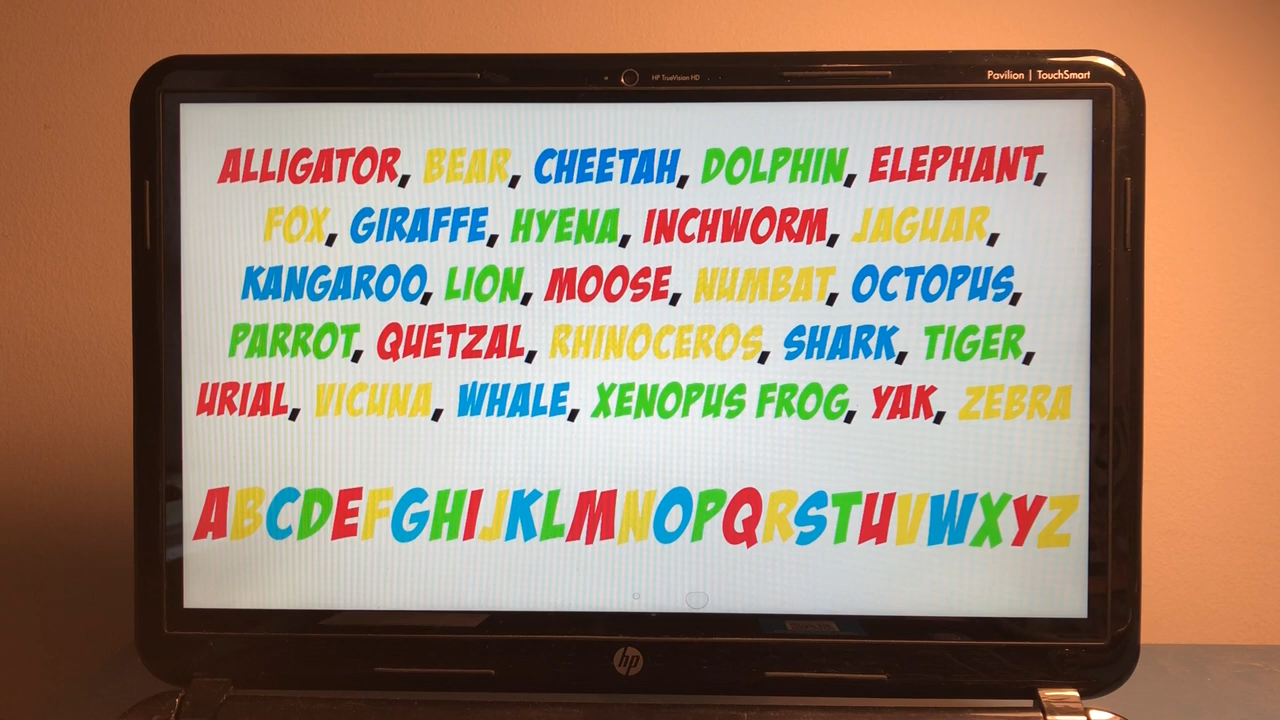 HP TrueVision HD
Pavilion | TouchSmart
ALLIGATOR, BEAR, CHEETAH, DOLPHIN, ELEPHANT,
FOX, GIRAFFE, HYENA, INCHWORM, JAGUAR,
KANGAROO, LION, MOOSE, NUMBAT, OCTOPUS,
PARROT, QUETZAL, RHINOCEROS, SHARK, TIGER,
URIAL, VICUNA, WHALE, XENOPUS FROG, YAK, ZEBRA
ABCDEFGHIJKLMNOPQRSTUVWXYZ
hp